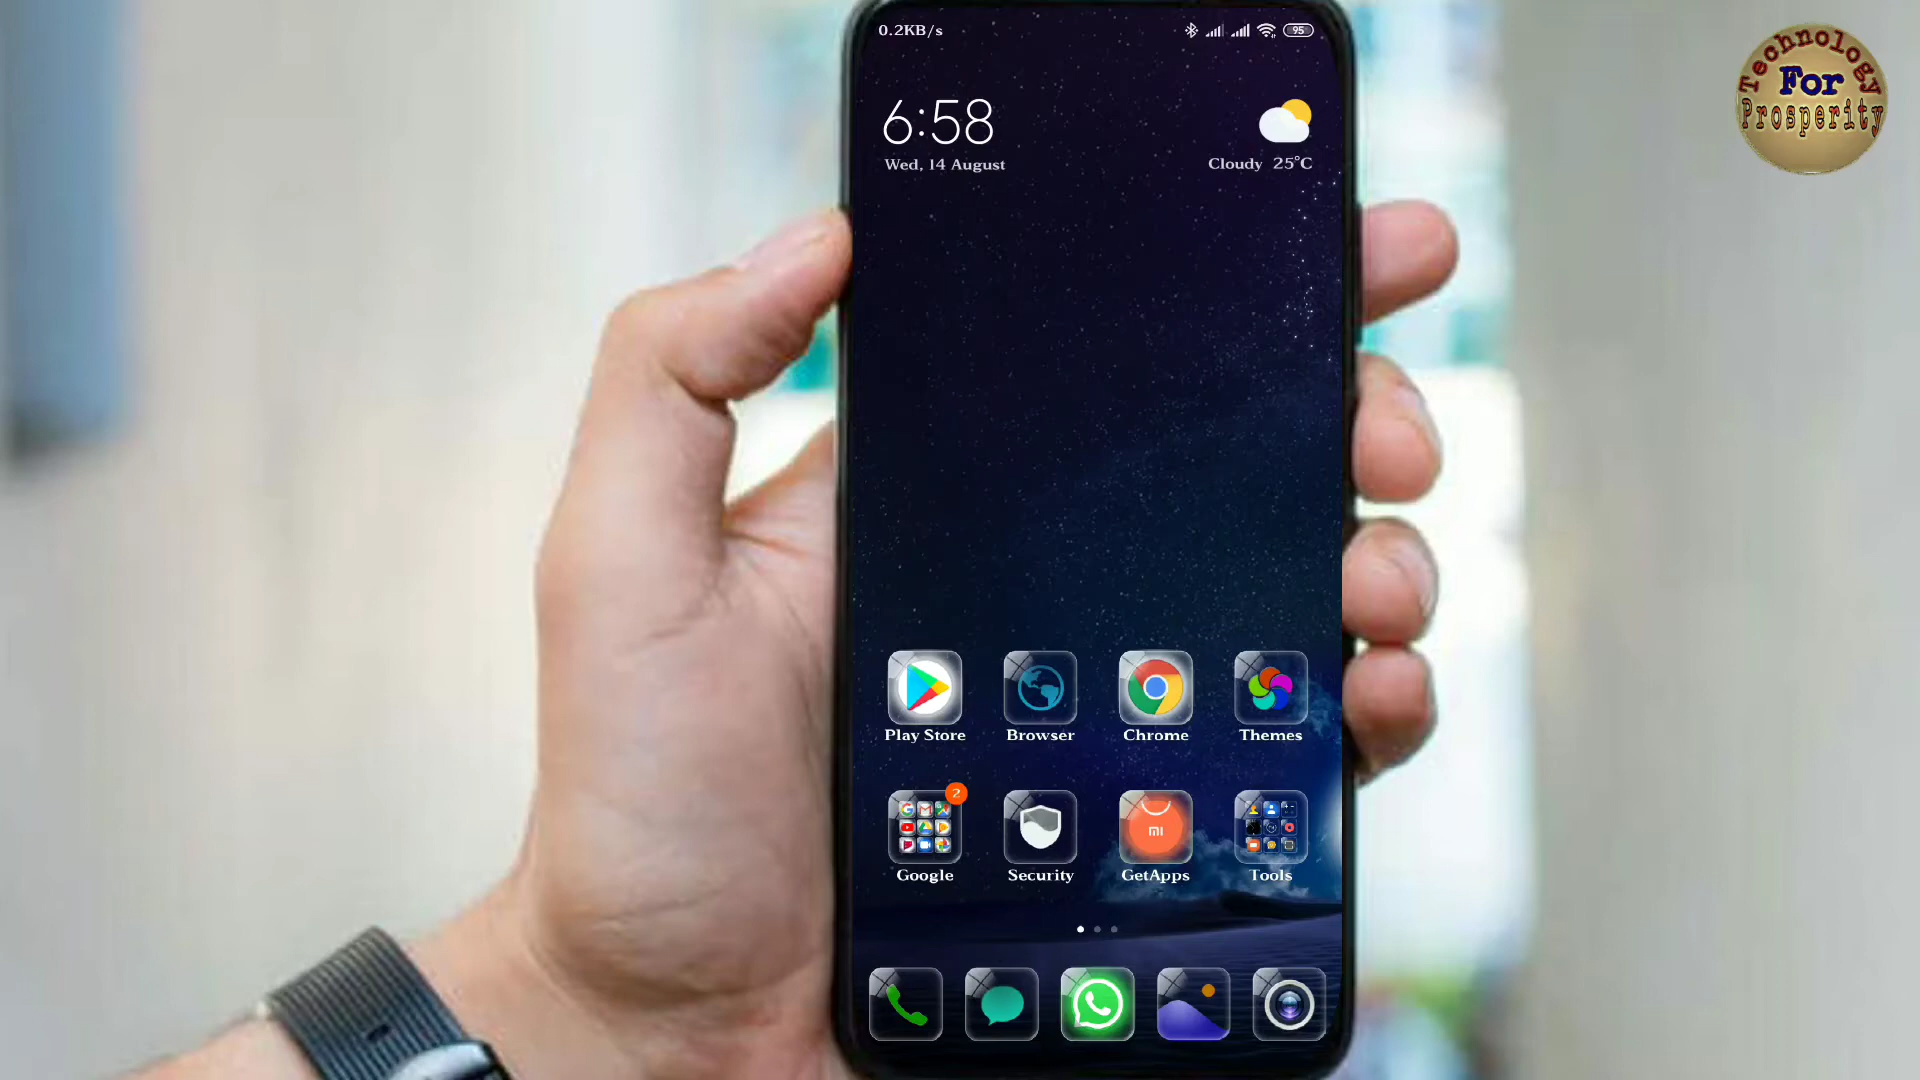 0.2KB/s
95
6:58
Wed, 14 August
Cloudy 25°C
Technology
For
Prosperity
Play Store
Browser
Chrome
Themes
2
mi
Google
Security
GetApps
Tools